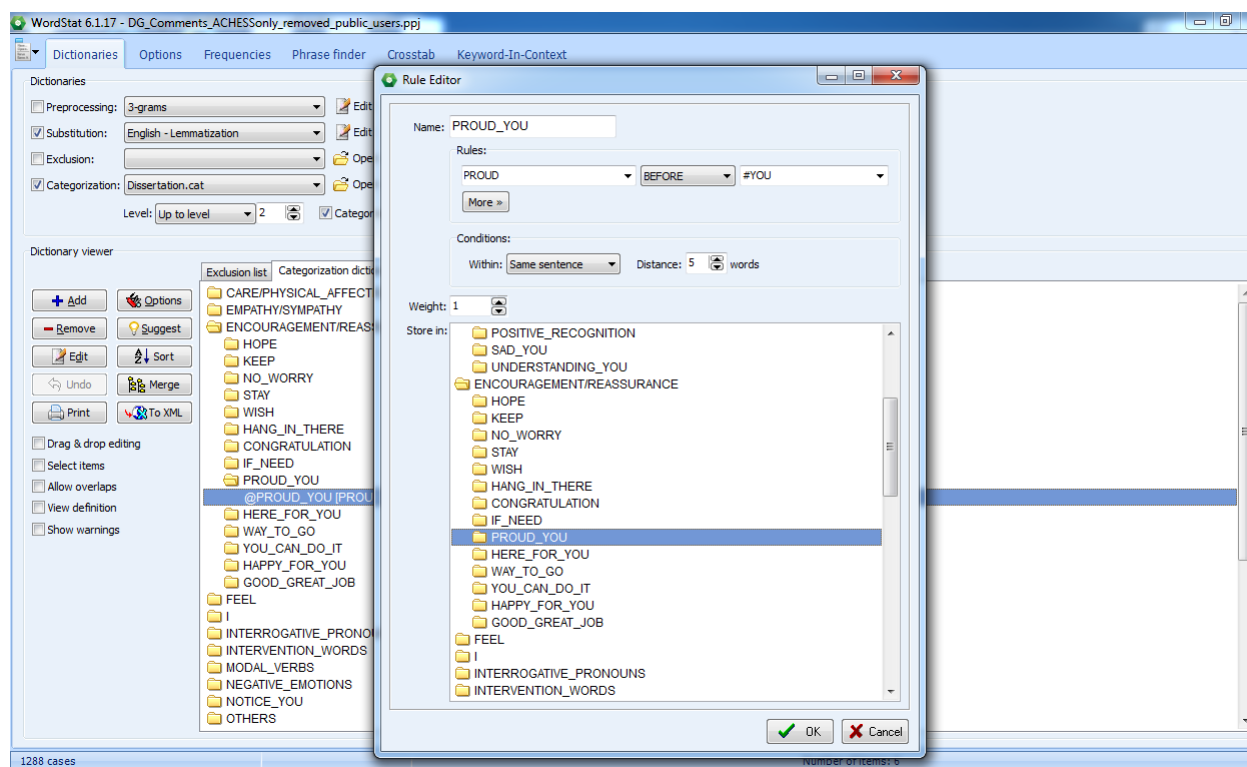 WordStat 6.1.17 - DG_Comments_ACHESSonly_removed_public_users.ppj
Dictionaries Options Frequencies Phrase finder Crosstab Keyword-In-Context
Dictionaries
Preprocessing: 3-grams Edit
Substitution: English - Lemmatization Edit
Exclusion: Ope
Categorization: Dissertation.cat Ope
Level: Up to level 2 Categor
Dictionary viewer
Exclusion list Categorization dictio
Add Options
Remove Suggest
Edit Sort
Undo Merge
Print To XML
Drag & drop editing
Select items
Allow overlaps
View definition
Show warnings
CARE/PHYSICAL_AFFECT
EMPATHY/SYMPATHY
ENCOURAGEMENT/REAS
HOPE
KEEP
NO_WORRY
STAY
WISH
HANG_IN_THERE
CONGRATULATION
IF_NEED
PROUD_YOU
@PROUD_YOU [PROU
HERE_FOR_YOU
WAY_TO_GO
YOU_CAN_DO_IT
HAPPY_FOR_YOU
GOOD_GREAT_JOB
FEEL
I
INTERROGATIVE_PRONOU
INTERVENTION_WORDS
MODAL_VERBS
NEGATIVE_EMOTIONS
NOTICE_YOU
OTHERS
Rule Editor
Name: PROUD_YOU
Rules:
PROUD BEFORE #YOU
More »
Conditions:
Within: Same sentence Distance: 5 words
Weight: 1
Store in:
POSITIVE_RECOGNITION
SAD_YOU
UNDERSTANDING_YOU
ENCOURAGEMENT/REASSURANCE
HOPE
KEEP
NO_WORRY
STAY
WISH
HANG_IN_THERE
CONGRATULATION
IF_NEED
PROUD_YOU
HERE_FOR_YOU
WAY_TO_GO
YOU_CAN_DO_IT
HAPPY_FOR_YOU
GOOD_GREAT_JOB
FEEL
I
INTERROGATIVE_PRONOUNS
INTERVENTION_WORDS
OK Cancel
1288 cases Number of items: 6